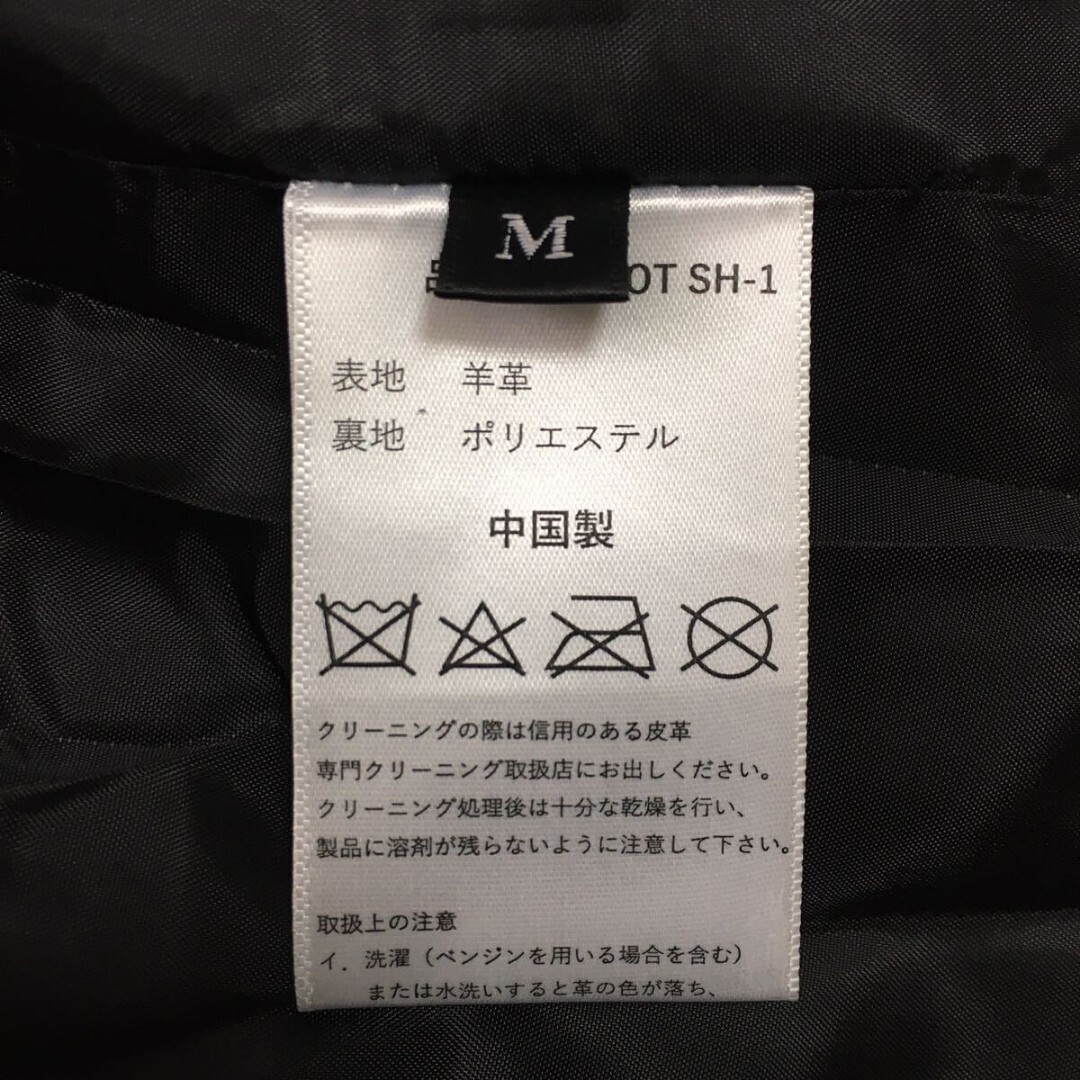 M
OT SH-1
表地 羊革
裏地 ポリエステル
中国製
クリーニングの際は信用のある皮革
専門クリーニング取扱店にお出しください。
クリーニング処理後は十分な乾燥を行い、
製品に溶剤が残らないように注意して下さい。
取扱上の注意
イ．洗濯（ベンジンを用いる場合を含む）
または水洗いすると革の色が落ち、